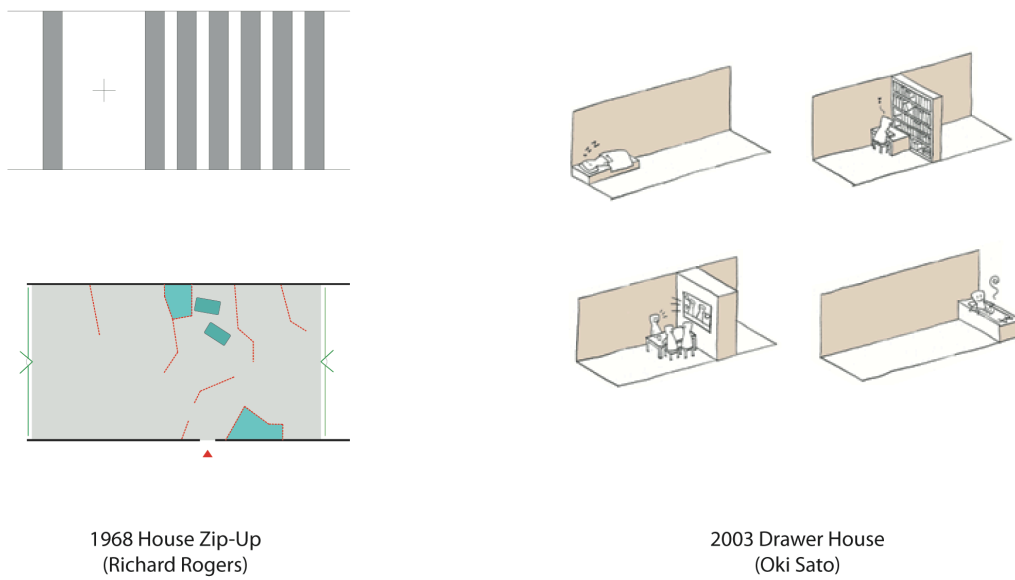 z z z z
1968 House Zip-Up
(Richard Rogers)
2003 Drawer House
(Oki Sato)